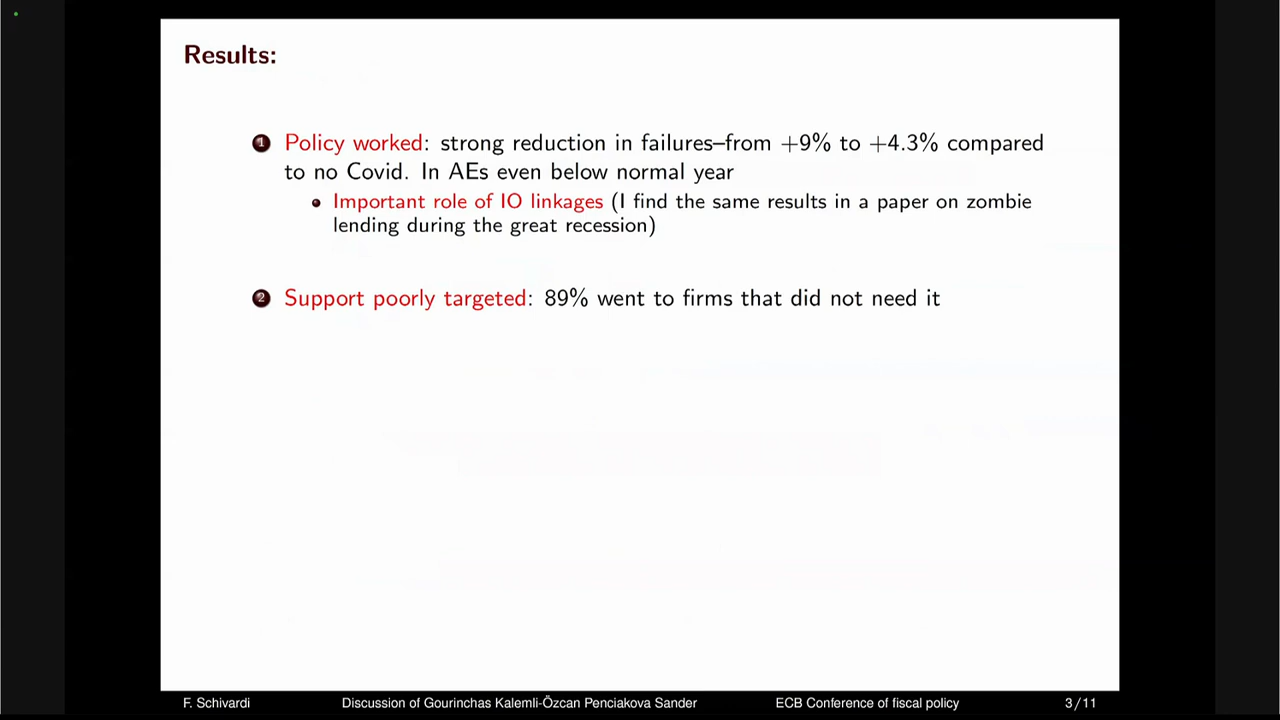 Results:
1 Policy worked: strong reduction in failures–from +9% to +4.3% compared
to no Covid. In AEs even below normal year
• Important role of IO linkages (I find the same results in a paper on zombie
lending during the great recession)
2 Support poorly targeted: 89% went to firms that did not need it
F. Schivardi Discussion of Gourinchas Kalemli-Özcan Penciakova Sander ECB Conference of fiscal policy 3 / 11